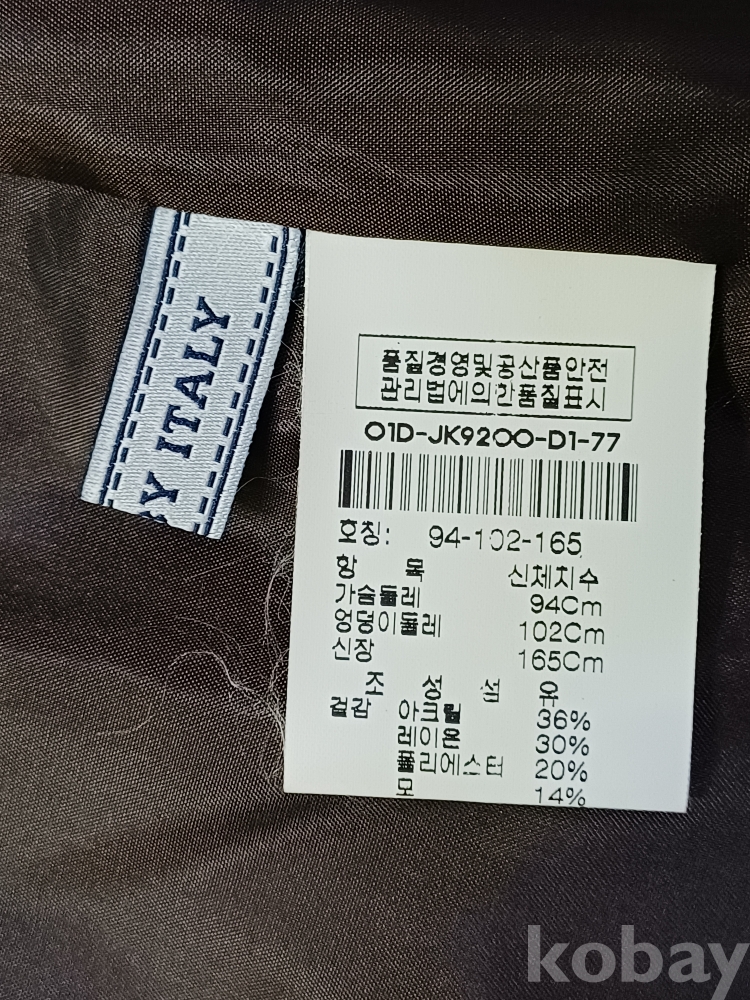 BY ITALY
품질경영및공산품안전
관리법에의한품질표시
01D-JK9200-D1-77
호칭: 94-102-165
항 목 신체치수
가슴둘레 94Cm
엉덩이둘레 102Cm
신장 165Cm
조 성 섬 유
겉감 아크릴 36%
레이온 30%
폴리에스터 20%
모 14%
kobay